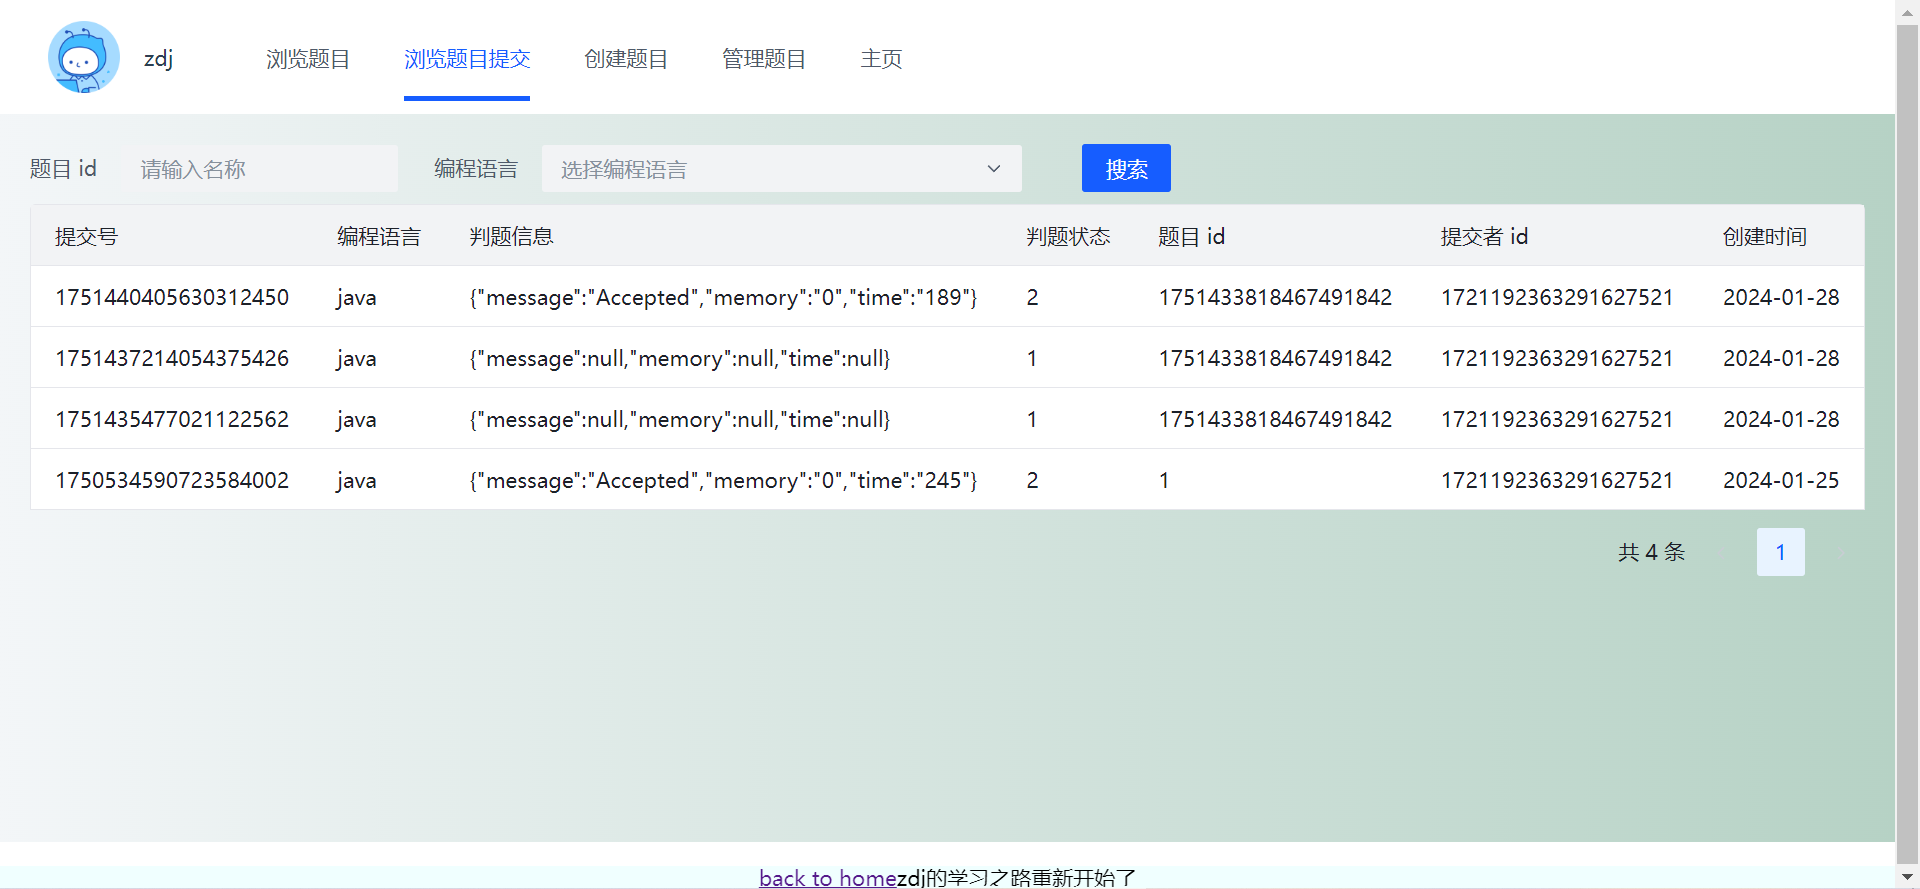 zdj 浏览题目 浏览题目提交 创建题目 管理题目 主页
题目 id 请输入名称 编程语言 选择编程语言 搜索
提交号 编程语言 判题信息 判题状态 题目 id 提交者 id 创建时间
1751440405630312450 java {"message":"Accepted","memory":"0","time":"189"} 2 1751433818467491842 1721192363291627521 2024-01-28
1751437214054375426 java {"message":null,"memory":null,"time":null} 1 1751433818467491842 1721192363291627521 2024-01-28
1751435477021122562 java {"message":null,"memory":null,"time":null} 1 1751433818467491842 1721192363291627521 2024-01-28
1750534590723584002 java {"message":"Accepted","memory":"0","time":"245"} 2 1 1721192363291627521 2024-01-25
共 4 条 1
back to homezdj的学习之路重新开始了